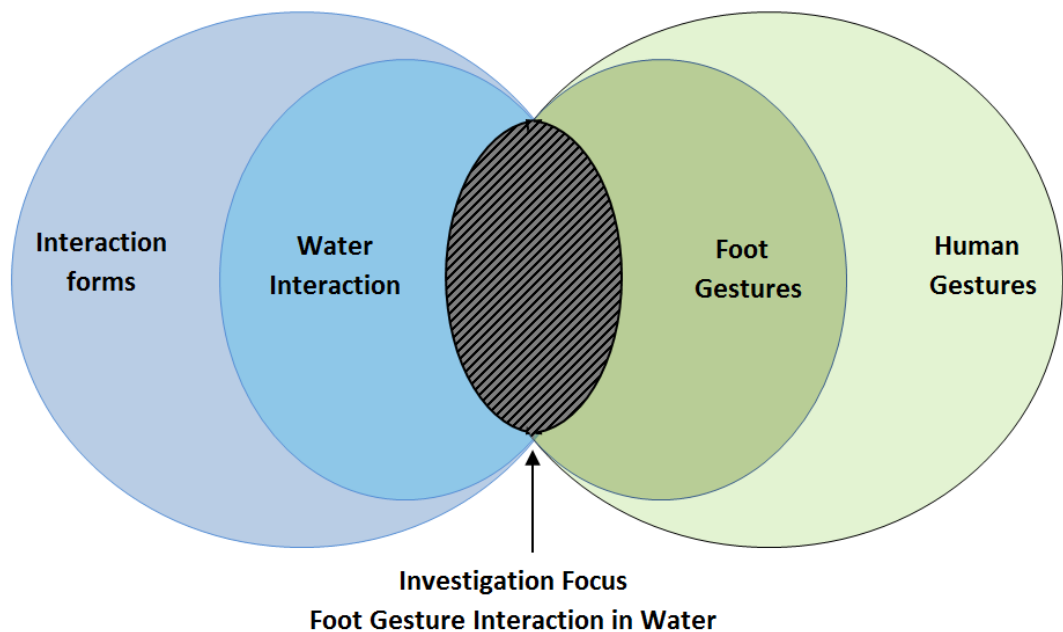 Interaction
forms
Water
Interaction
Foot
Gestures
Human
Gestures
Investigation Focus
Foot Gesture Interaction in Water